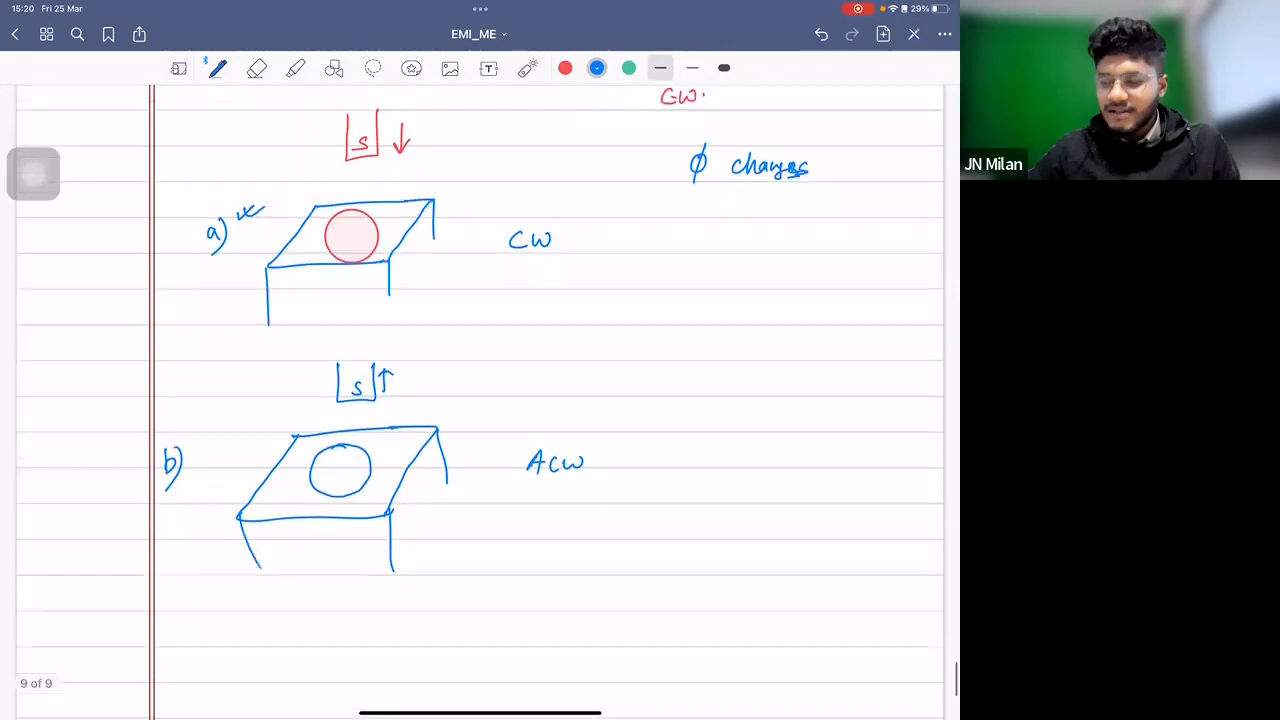 15:20 Fri 25 Mar
29%
EMI_ME
T
CW.
S
ϕ changes
a)
CW
S
b)
ACW
9 of 9
JN Milan